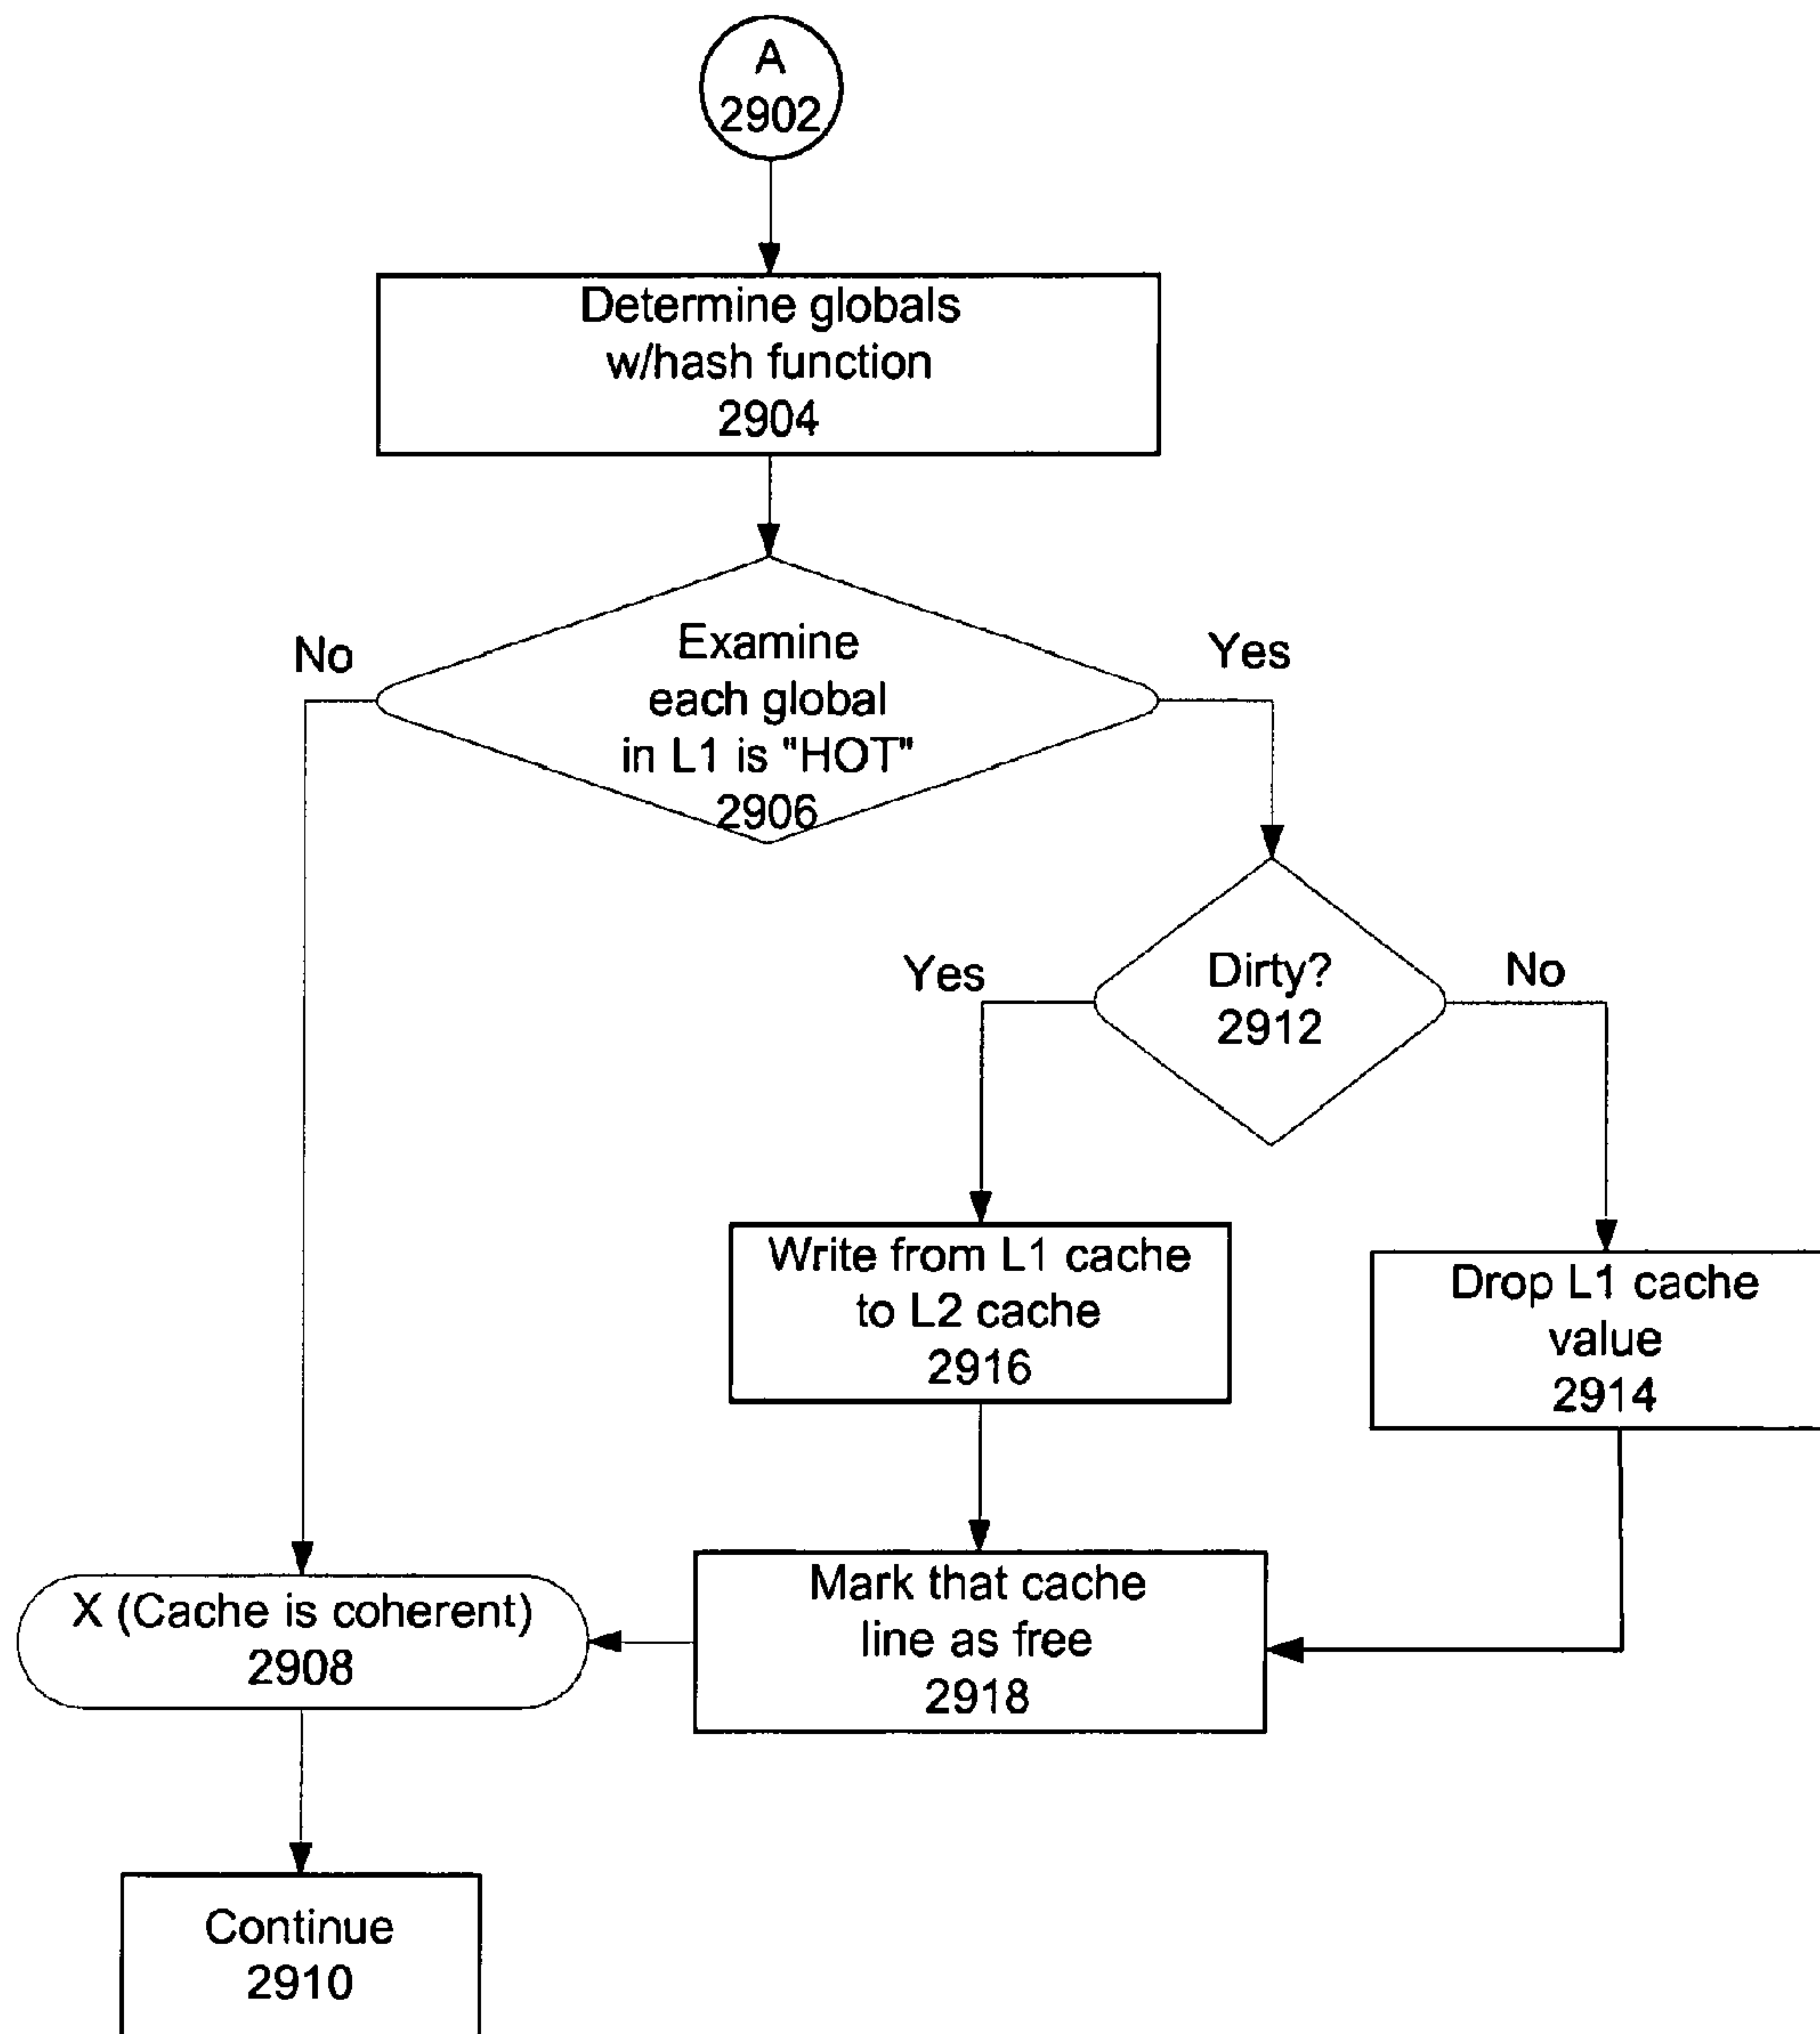 A
2902
Determine globals
w/hash function
2904
No
Examine
each global
in L1 is "HOT"
2906
Yes
Yes
Dirty?
2912
No
Write from L1 cache
to L2 cache
2916
Drop L1 cache
value
2914
X (Cache is coherent)
2908
Mark that cache
line as free
2918
Continue
2910